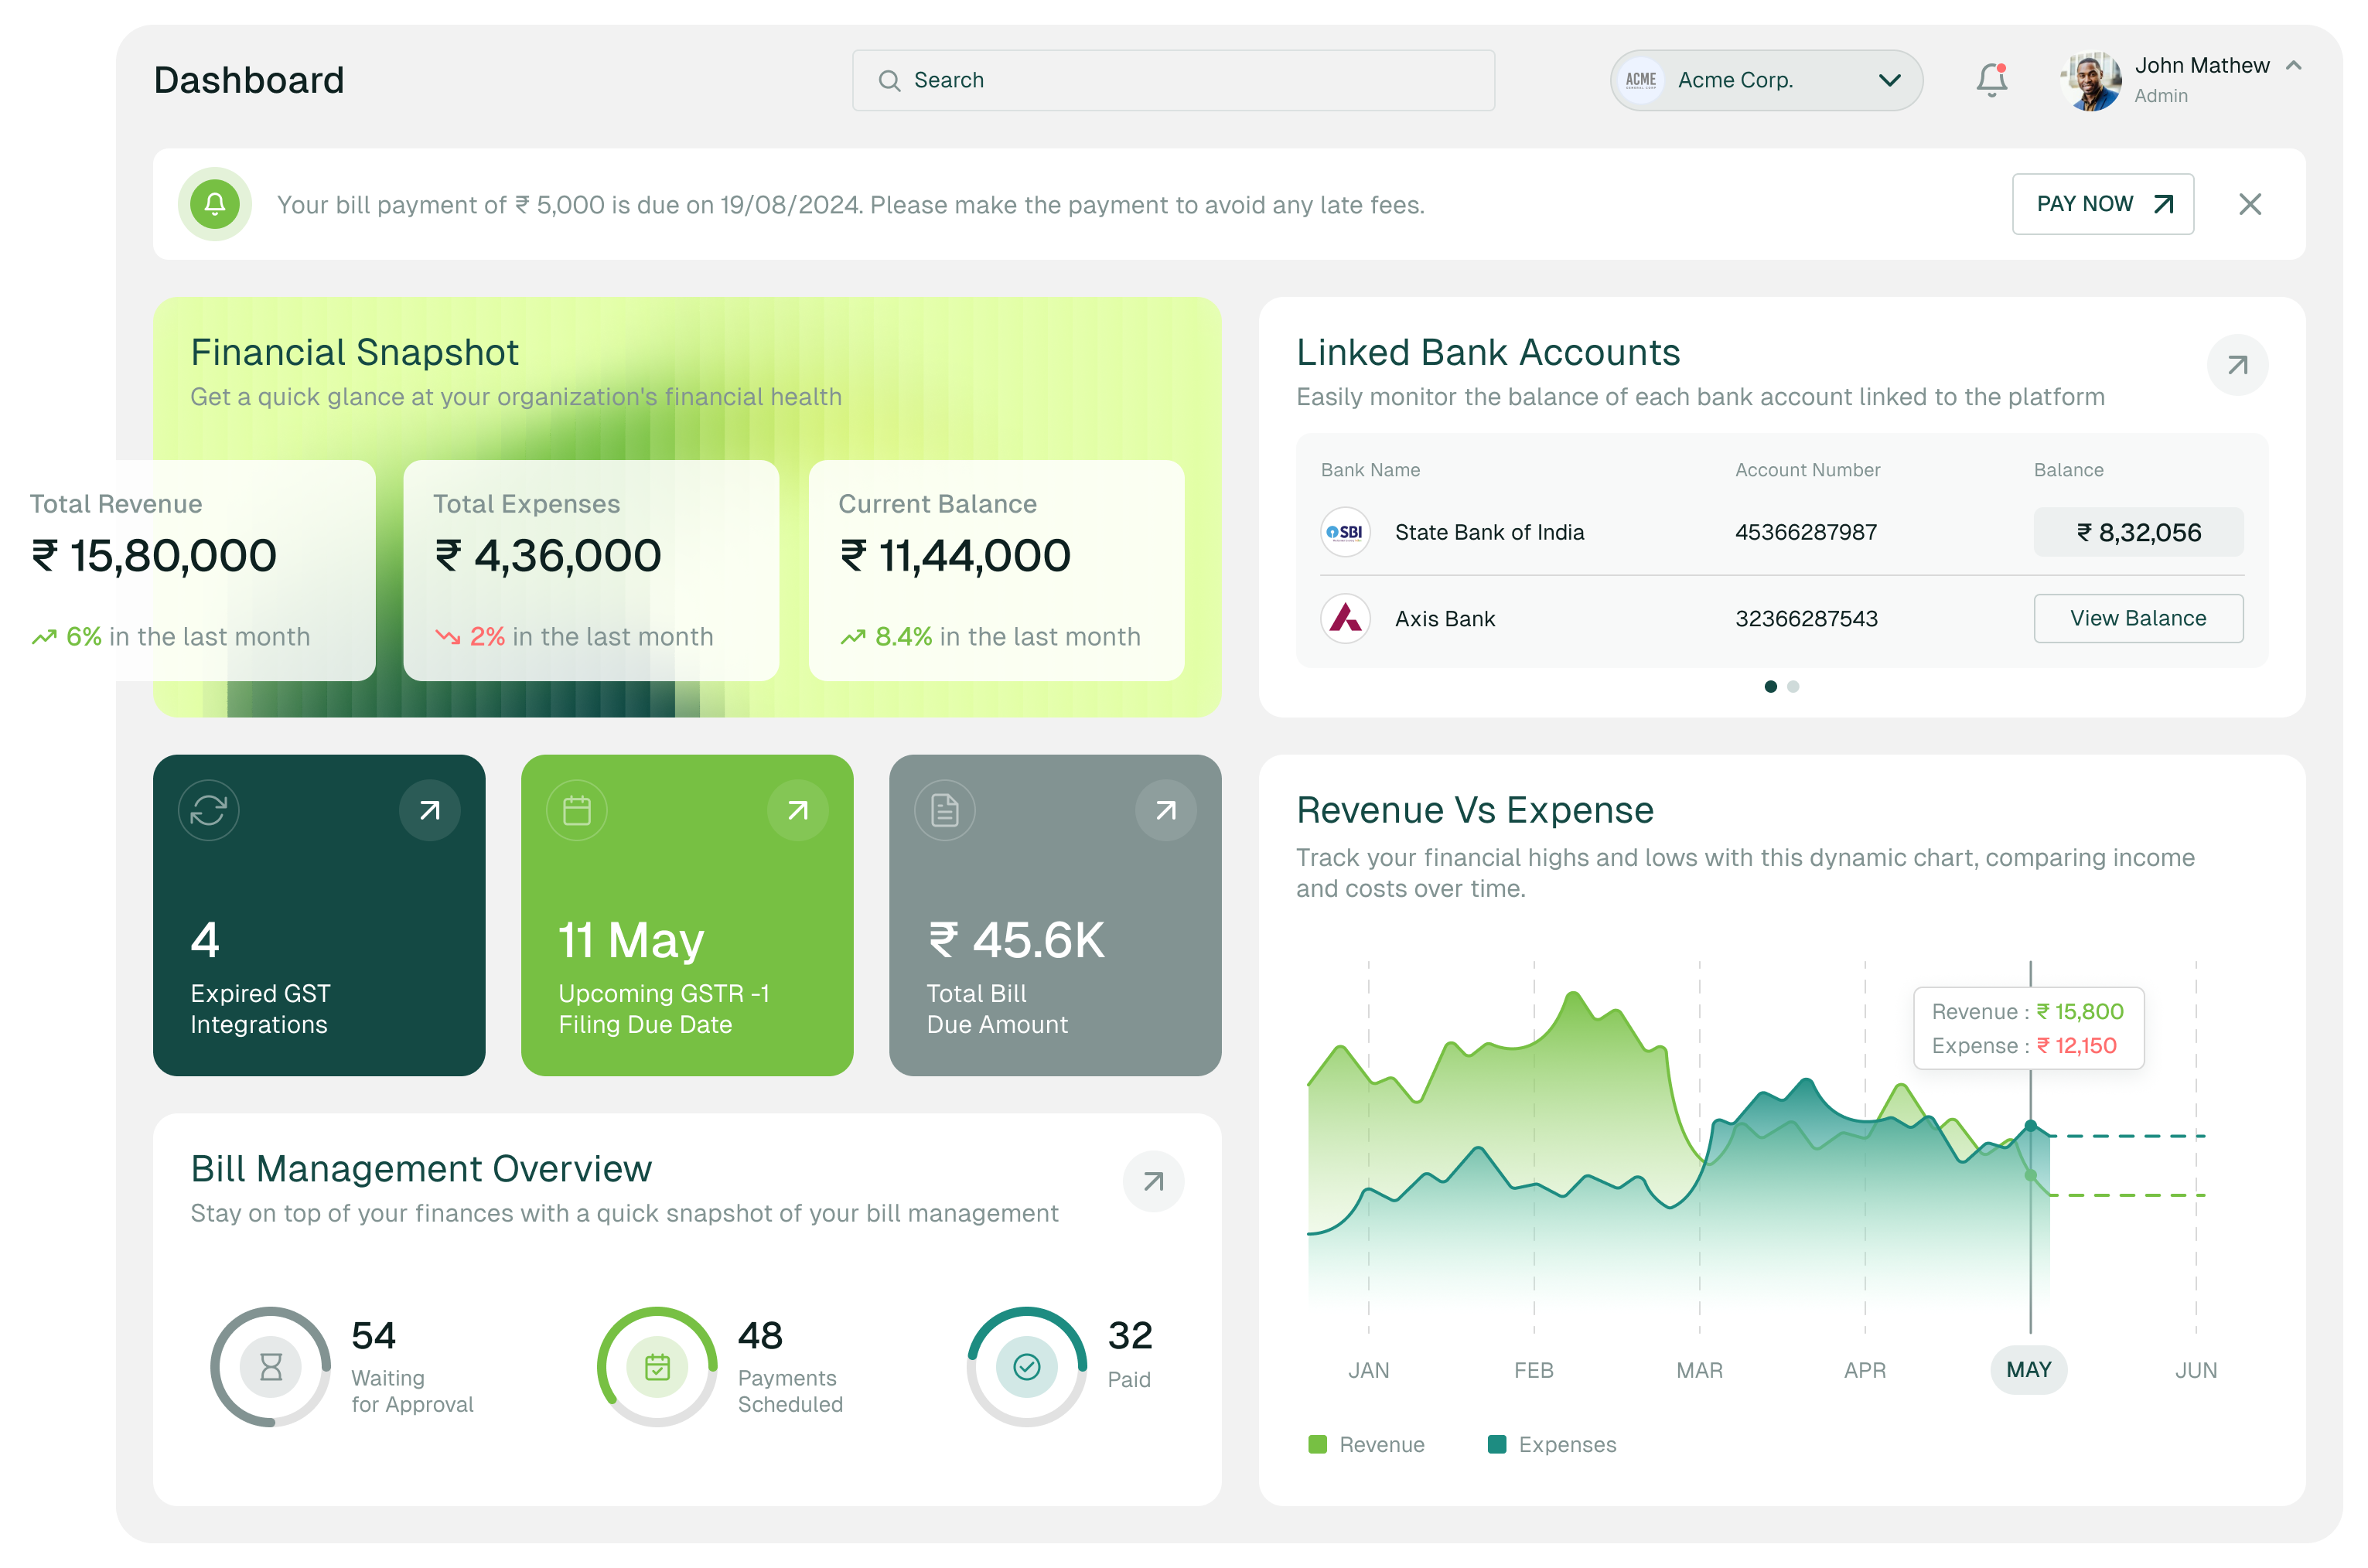 Dashboard
Search
ACME
Acme Corp.
John Mathew
Admin
Your bill payment of ₹ 5,000 is due on 19/08/2024. Please make the payment to avoid any late fees.
PAY NOW
Financial Snapshot
Get a quick glance at your organization's financial health
Total Revenue
₹ 15,80,000
6% in the last month
Total Expenses
₹ 4,36,000
2% in the last month
Current Balance
₹ 11,44,000
8.4% in the last month
Linked Bank Accounts
Easily monitor the balance of each bank account linked to the platform
Bank Name
Account Number
Balance
SBI
State Bank of India
45366287987
₹ 8,32,056
Axis Bank
32366287543
View Balance
4
Expired GST
Integrations
11 May
Upcoming GSTR -1
Filing Due Date
₹ 45.6K
Total Bill
Due Amount
Bill Management Overview
Stay on top of your finances with a quick snapshot of your bill management
54
Waiting
for Approval
48
Payments
Scheduled
32
Paid
Revenue Vs Expense
Track your financial highs and lows with this dynamic chart, comparing income
and costs over time.
Revenue : ₹ 15,800
Expense : ₹ 12,150
JAN
FEB
MAR
APR
MAY
JUN
Revenue
Expenses